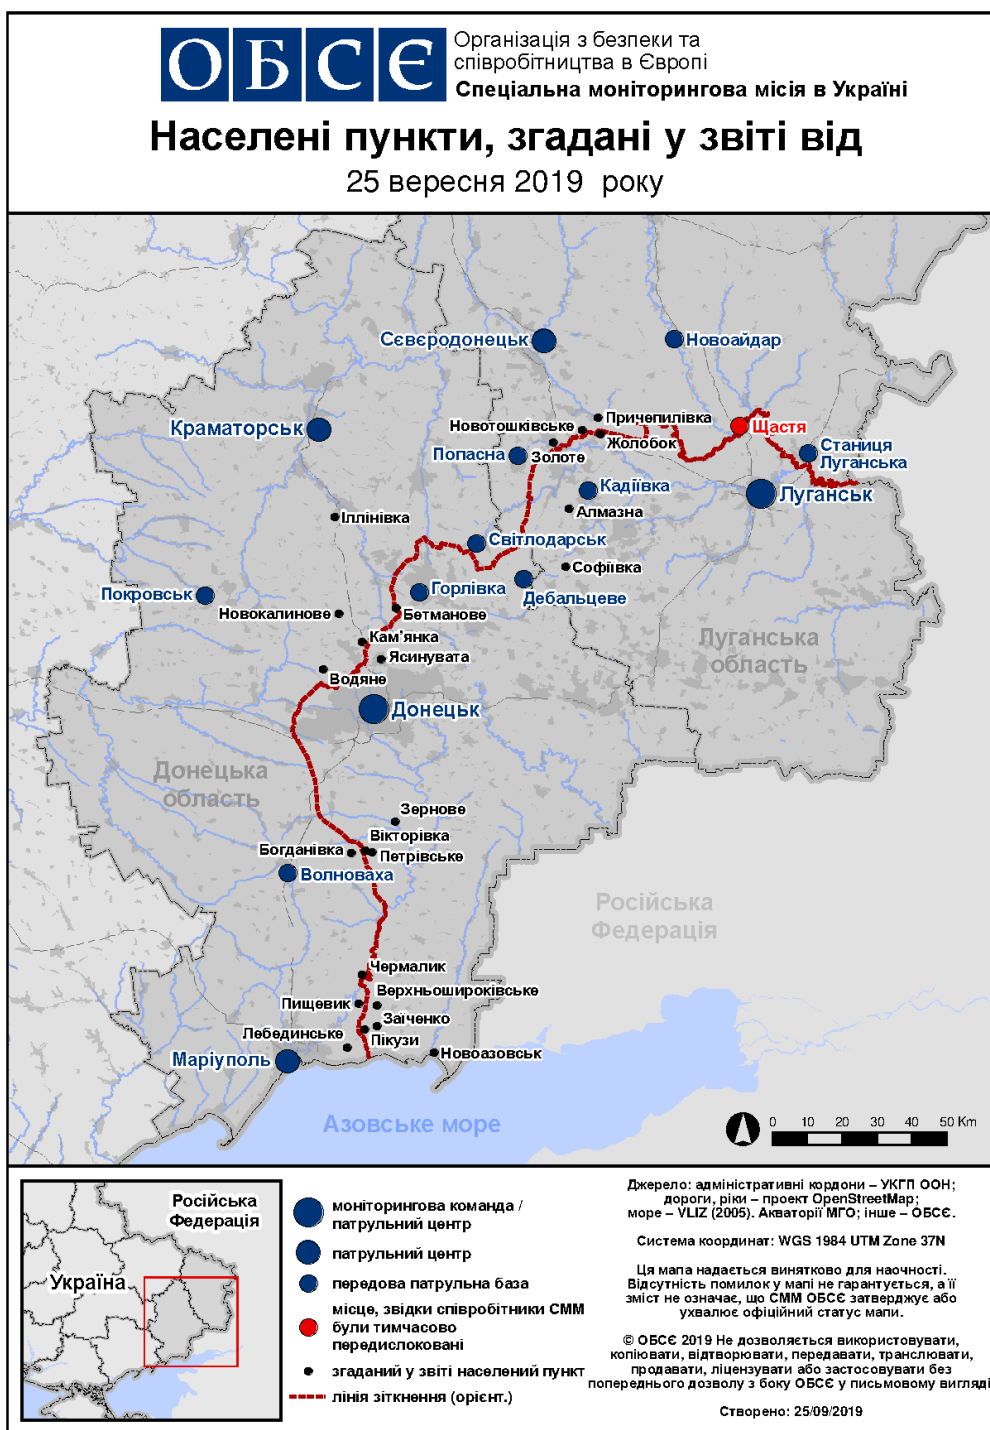 ОБСЄ
Організація з безпеки та
співробітництва в Європі
Спеціальна моніторингова місія в Україні
Населені пункти, згадані у звіті від
25 вересня 2019 року
Сєвєродонецьк
Новоайдар
Причепилівка
Новотошківське
Щастя
Краматорськ
Жолобок
Станиця
Луганська
Попасна
Золоте
Кадіївка
Луганськ
Алмазна
Іллінівка
Світлодарськ
Софіївка
Покровськ
Горлівка
Дебальцеве
Новокалинове
Бетманове
Кам'янка
Ясинувата
Луганська
область
Водяне
Донецьк
Донецька
область
Зернове
Вікторівка
Богданівка
Петрівське
Волноваха
Російська
Федерація
Чермалик
Верхньошироківське
Пищевик
Заїченко
Лебединське
Пікузи
Новоазовськ
Маріуполь
Азовське море
0 10 20 30 40 50 Km
Російська
Федерація
Україна
моніторингова команда /
патрульний центр
патрульний центр
передова патрульна база
місце, звідки співробітники СММ
були тимчасово
передислоковані
згаданий у звіті населений пункт
лінія зіткнення (орієнт.)
Джерело: адміністративні кордони – УКГП ООН;
дороги, ріки – проект OpenStreetMap;
море – VLIZ (2005). Акваторії МГО; інше – ОБСЄ.
Система координат: WGS 1984 UTM Zone 37N
Ця мапа надається винятково для наочності.
Відсутність помилок у мапі не гарантується, а її
зміст не означає, що СММ ОБСЄ затверджує або
ухвалює офіційний статус мапи.
© ОБСЄ 2019 Не дозволяється використовувати,
копіювати, відтворювати, передавати, транслювати,
продавати, ліцензувати або застосовувати без
попереднього дозволу з боку ОБСЄ у письмовому вигляді
Створено: 25/09/2019